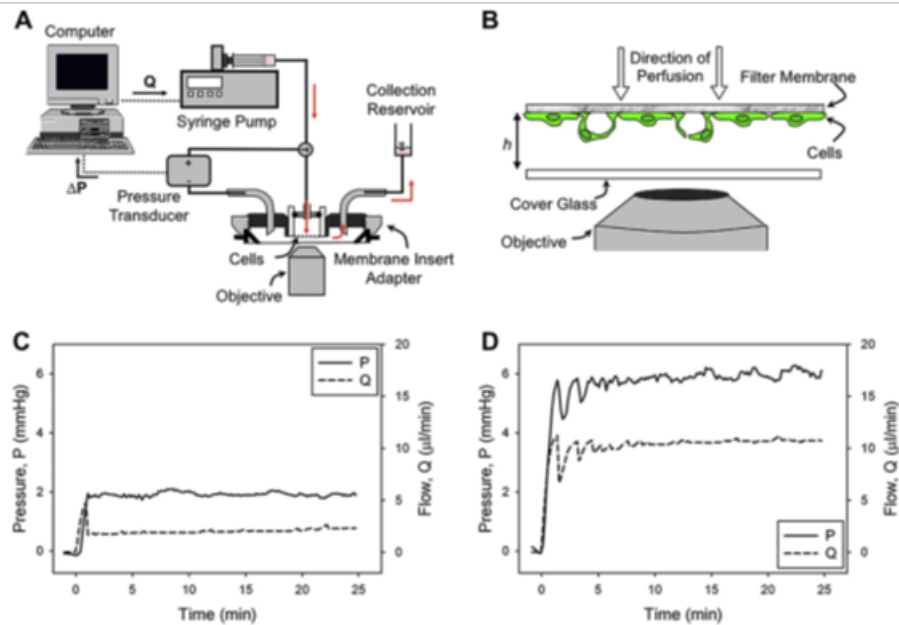 A
Computer
Q
Syringe Pump
Collection
Reservoir
ΔP
Pressure
Transducer
Cells
Membrane Insert
Adapter
Objective
B
Direction of
Perfusion
Filter Membrane
h
Cells
Cover Glass
Objective
C
P
Q
Pressure, P (mmHg)
6
4
2
0
Flow, Q (µl/min)
20
15
10
5
0
0 5 10 15 20 25
Time (min)
D
Pressure, P (mmHg)
6
4
2
0
Flow, Q (µl/min)
20
15
10
5
0
P
Q
0 5 10 15 20 25
Time (min)